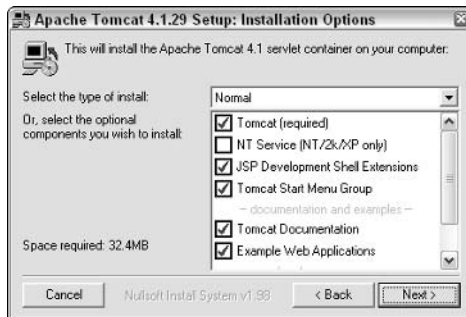 Apache Tomcat 4.1.29 Setup: Installation Options
This will install the Apache Tomcat 4.1 servlet container on your computer:
Select the type of install:
Normal
Or, select the optional
components you wish to install:
Tomcat (required)
NT Service (NT/2k/XP only)
JSP Development Shell Extensions
Tomcat Start Menu Group
-- documentation and examples --
Tomcat Documentation
Example Web Applications
Space required: 32.4MB
Cancel
Nullsoft Install System v1.98
< Back
Next >